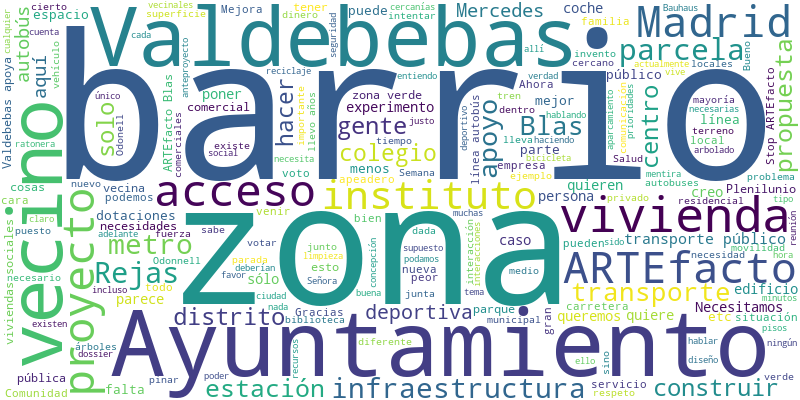 barrio
zona
Ayuntamiento
Valdebebas
vecino
Madrid
vivienda
ARTEfacto
instituto
acceso
proyecto
metro
Rejas
distrito
infraestructura
construir
estación
transporte
parcela
propuesta
colegio
gente
Blas
apoyo
centro
hacer
solo
aquí
deportiva
Mercedes
espacio
autobús
línea
edificio
transporte público
experimento
coche
puede
público
queremos
Necesitamos
quiere
etc
falta
pública
dotaciones
necesidades
parece
vecina
podemos
poner
comercial
existe
menos
parte
empresa
persona
quieren
creo
Plenilunio
problema
mejor
local
caso
nueva
peor
parque
servicio
situación
carretera
pueden
sido
necesidad
movilidad
residencial
privado
mentira
autobuses
terreno
arbolado
mayoría
necesarias
Stop ARTEfacto
comunicación
aparcamiento
prioridades
actualmente
vive
Bueno
locales
Bauhaus
familia
cercanías
intentar
invento
cercano
allí
tener
dinero
seguridad
Mejora
superficie
vecinales
cierto
cualquier
cuenta
vehículo
ratonera
Valdebebas apoya
cada
anteproyecto
reciclaje
ARTEfacto Blas
comerciales
único
Odonell
social
importante
llevo años
zona verde
voto
necesita
tiempo
justo
apeadero
Semana
línea autobús
lleva
haciendo
dentro
tren
entiendo
verdad
Ahora
hablando
deportivo
bicicleta
ejemplo
Salud
tipo
reunión
hora
minutos
pisos
ningún
hablar
diseño
verde
respeto
sino
ello
gran
municipal
medio
tema
junta
buena
concepción
diferente
supuesto
podamos
dada
muchas
interacción
interacciones
bien
junto
esto
Señora
Gracias
biblioteca
recursos
nada
ciudad
limpieza
deberían
favor
parada
votar
venir
sólo
todo
sabe
fuerza
Odonnell
incluso
adelante
nuevo
cosas
cara
puesto
claro
necesario
viviendas sociales
existen
árboles
dossier
Comunidad
pinar
poder